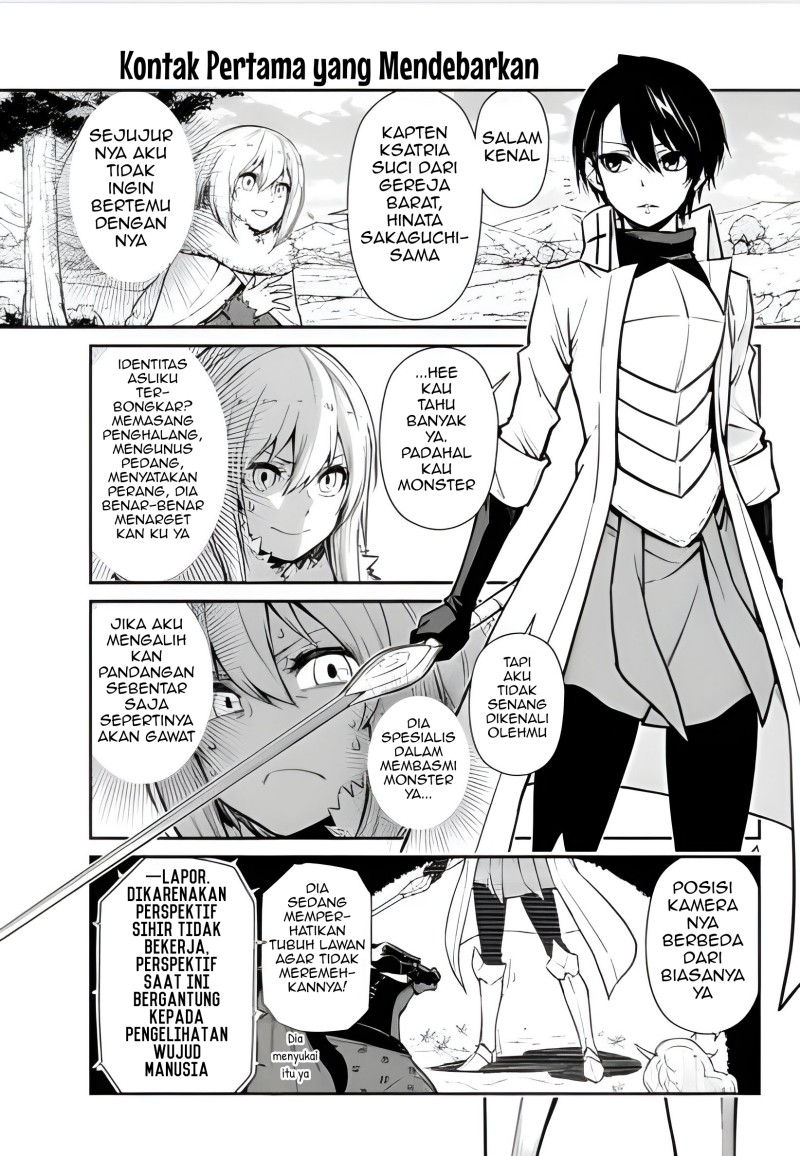 Kontak Pertama yang Mendebarkan
SALAM
KENAL
KAPTEN
KSATRIA
SUCI DARI
GEREJA
BARAT,
HINATA
SAKAGUCHI-
SAMA
SEJUJUR
NYA AKU
TIDAK
INGIN
BERTEMU
DENGAN
NYA
...HEE
KAU
TAHU
BANYAK
YA.
PADAHAL
KAU
MONSTER
IDENTITAS
ASLIKU
TER-
BONGKAR?
MEMASANG
PENGHALANG,
MENGUNUS
PEDANG,
MENYATAKAN
PERANG, DIA
BENAR-BENAR
MENARGET
KAN KU YA
TAPI
AKU
TIDAK
SENANG
DIKENALI
OLEHMU
DIA
SPESIALIS
DALAM
MEMBASMI
MONSTER
YA...
JIKA AKU
MENGALIH
KAN
PANDANGAN
SEBENTAR
SAJA
SEPERTINYA
AKAN GAWAT
POSISI
KAMERA
NYA
BERBEDA
DARI
BIASANYA
YA
DIA
SEDANG
MEMPER-
HATIKAN
TUBUH LAWAN
AGAR TIDAK
MEREMEH-
KANNYA!
Dia
menyukai
itu ya
—LAPOR.
DIKARENAKAN
PERSPEKTIF
SIHIR TIDAK
BEKERJA,
PERSPEKTIF
SAAT INI
BERGANTUNG
KEPADA
PENGELIHATAN
WUJUD
MANUSIA